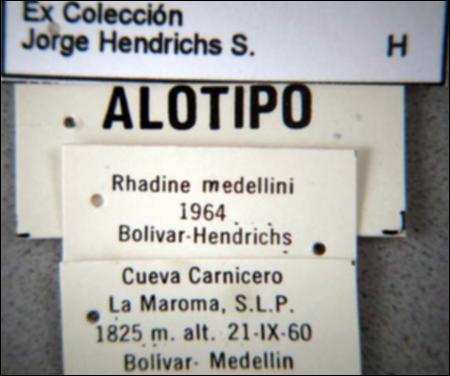 Ex Colección
Jorge Hendrichs S. H
ALOTIPO
Rhadine medellini
1964
Bolivar-Hendrichs
Cueva Carnicero
La Maroma, S.L.P.
1825 m. alt. 21-IX-60
Bolivar- Medellin